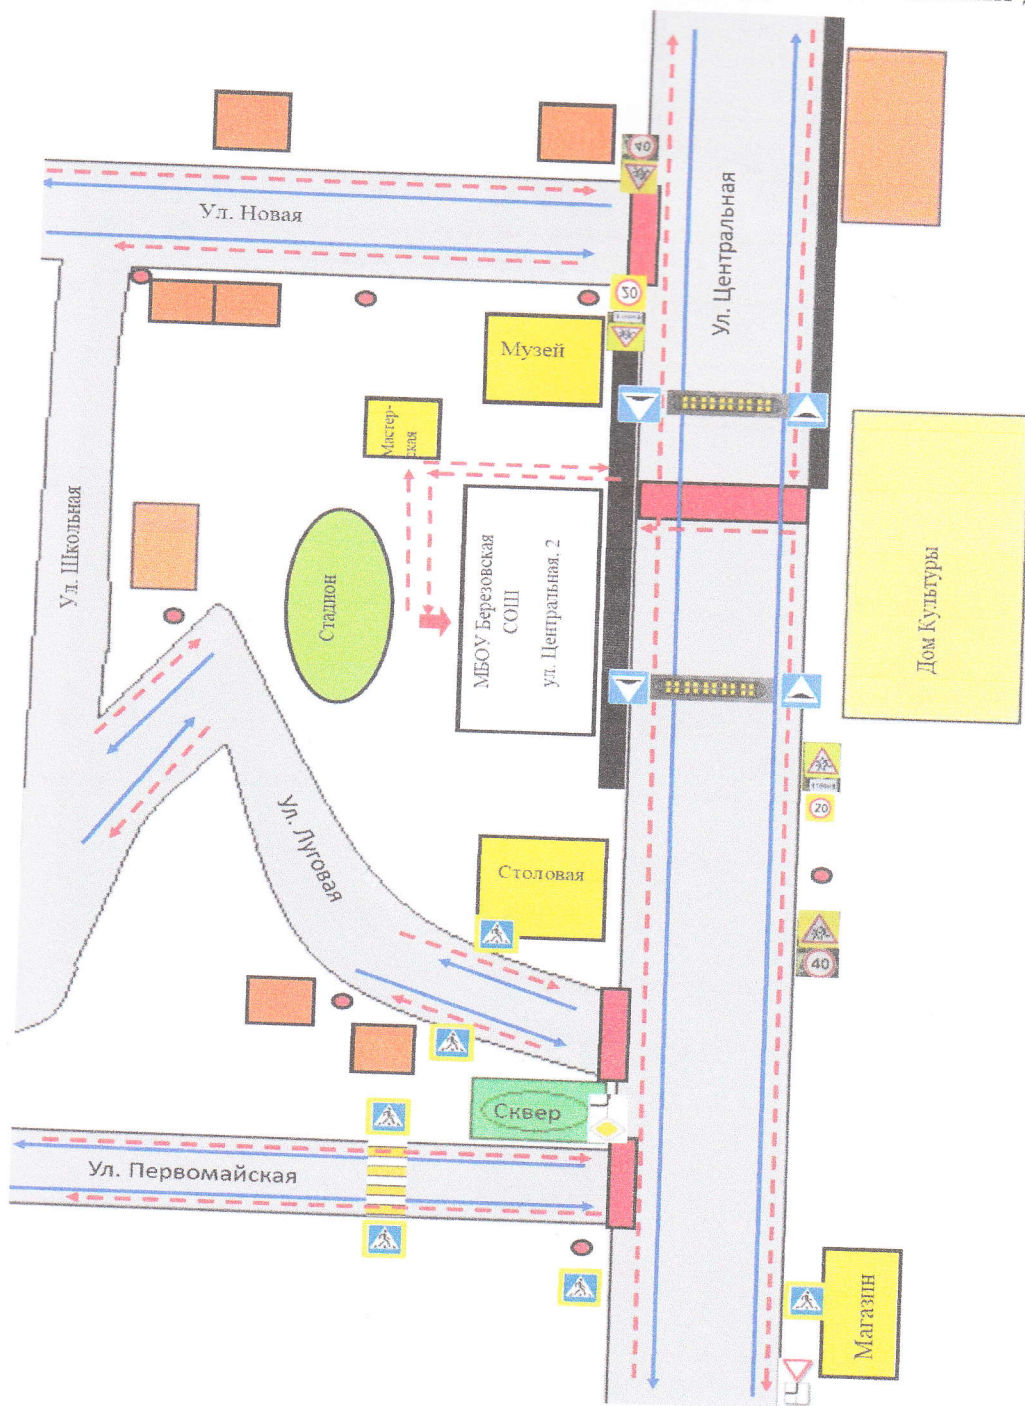 40
Ул. Новая
Ул. Центральная
20
Музей
Мастер-
ская
Ул. Школьная
Стадион
МБОУ Березовская
СОШ
ул. Центральная, 2
Дом Культуры
20
Ул. Луговая
Столовая
40
Сквер
Ул. Первомайская
Магазин